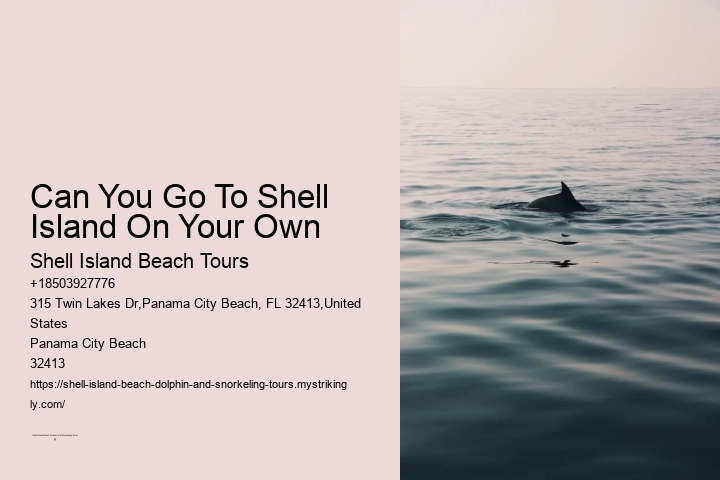 Can You Go To Shell
Island On Your Own
Shell Island Beach Tours
+18503927776
315 Twin Lakes Dr,Panama City Beach, FL 32413,United
States
Panama City Beach
32413
https://shell-island-beach-dolphin-and-snorkeling-tours.mystriking
ly.com/